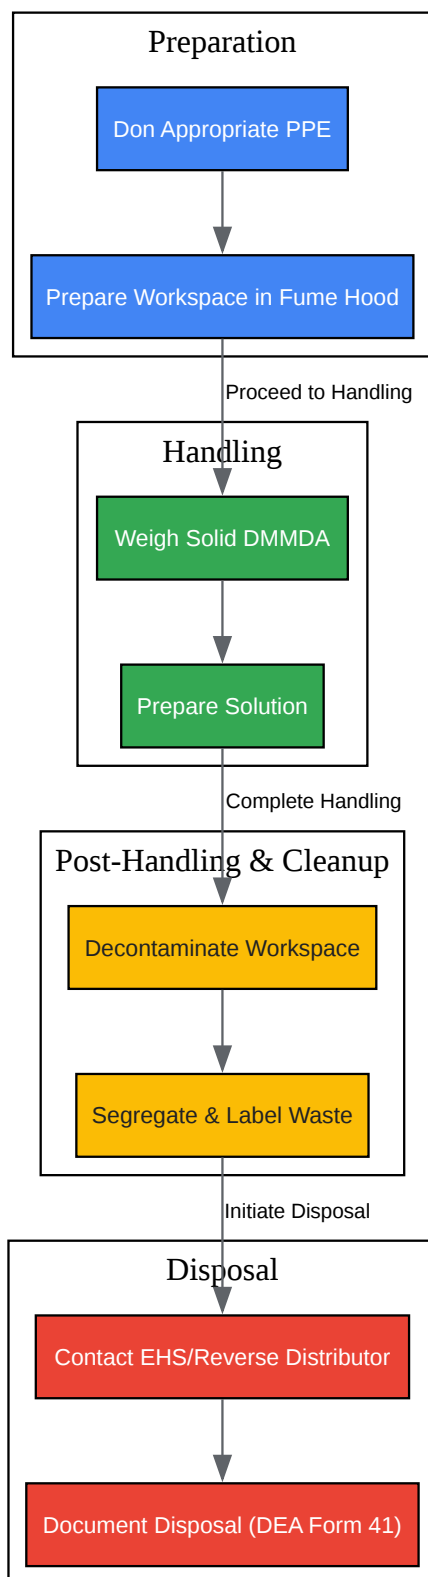 Preparation
Don Appropriate PPE
Prepare Workspace in Fume Hood
Proceed to Handling
Handling
Weigh Solid DMMDA
Prepare Solution
Complete Handling
Post-Handling & Cleanup
Decontaminate Workspace
Segregate & Label Waste
Initiate Disposal
Disposal
Contact EHS/Reverse Distributor
Document Disposal (DEA Form 41)